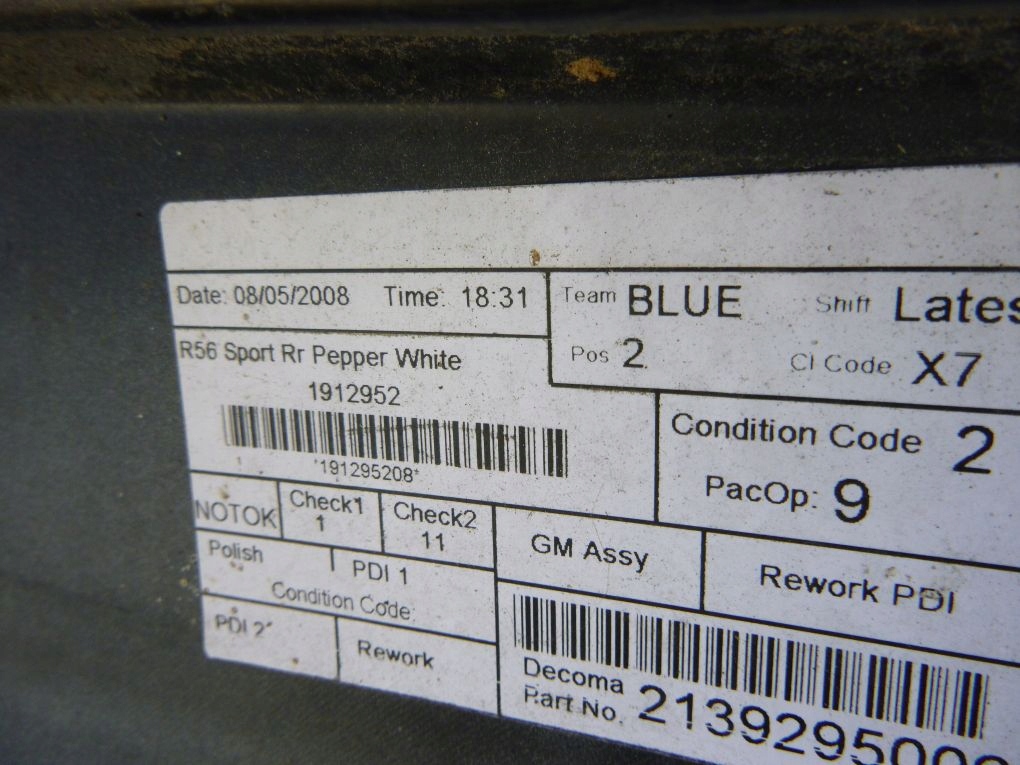 Date: 08/05/2008 Time: 18:31
Team BLUE Shift Lates
Pos 2 CI Code X7
R56 Sport Rr Pepper White
1912952
*191295208*
Condition Code 2
PacOp: 9
NOTOK Check1 Check2
1 11
GM Assy Rework PDI
Polish PDI 1
Condition Code:
PDI 2 Rework
Decoma
Part No.